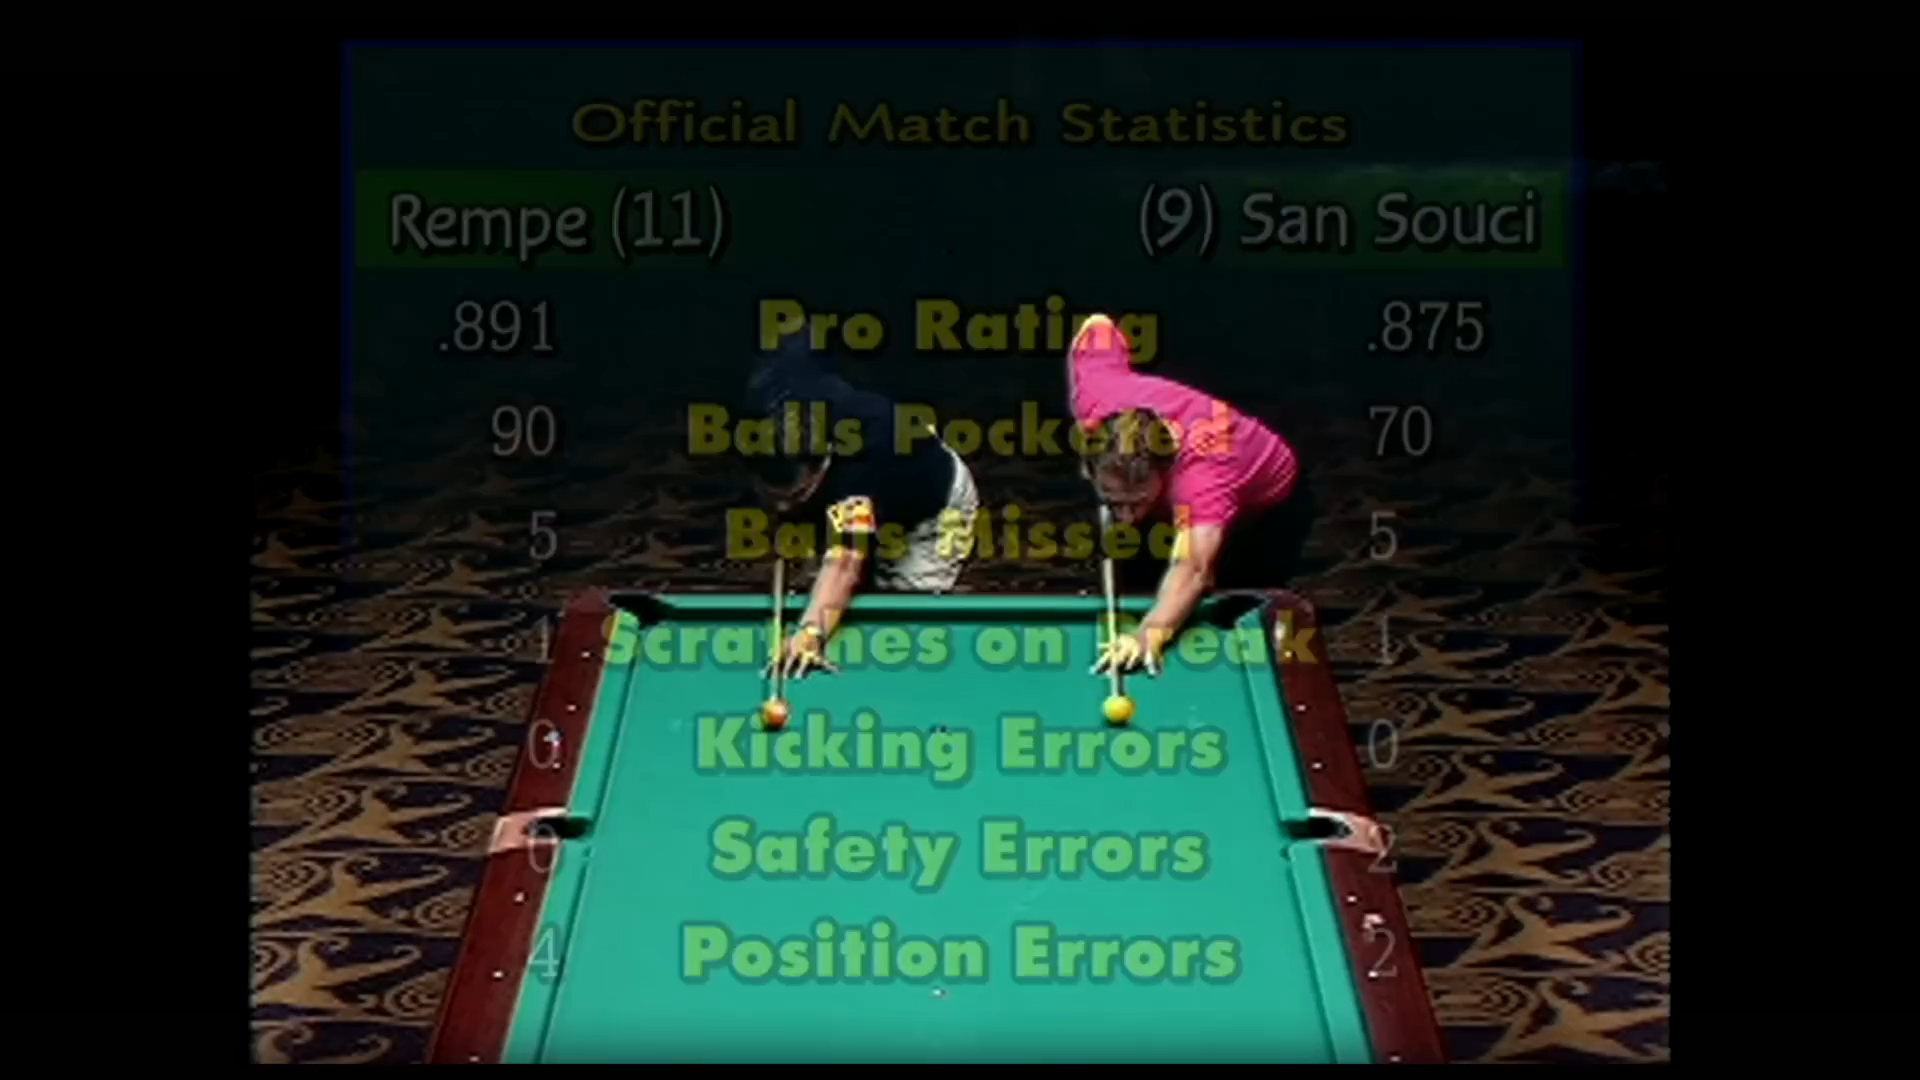 Official Match Statistics
Rempe (11) (9) San Souci
.891 Pro Rating .875
90 Balls Pocketed 70
5 Balls Missed 5
1 Scratches on Break 1
0 Kicking Errors 0
0 Safety Errors 2
4 Position Errors 2